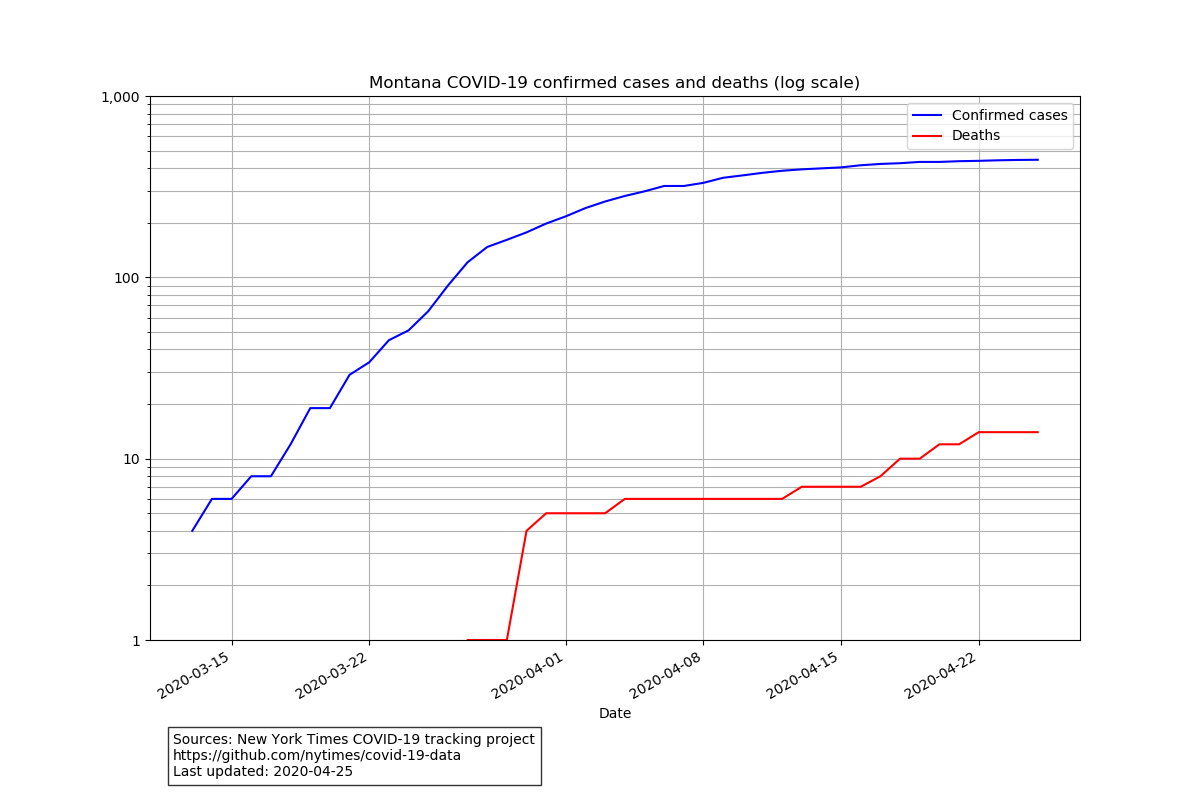 Montana COVID-19 confirmed cases and deaths (log scale)
1,000
100
10
1
Confirmed cases
Deaths
2020-03-15
2020-03-22
2020-04-01
2020-04-08
2020-04-15
2020-04-22
Date
Sources: New York Times COVID-19 tracking project
https://github.com/nytimes/covid-19-data
Last updated: 2020-04-25